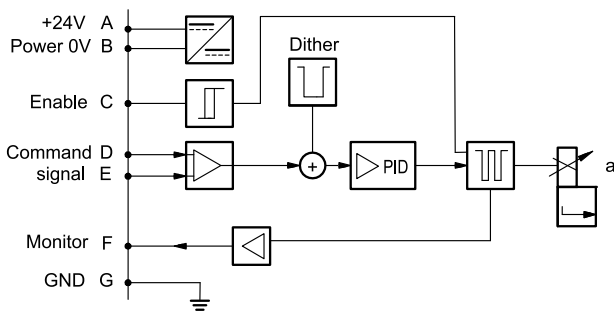 +24V A
Power 0V B
Dither
Enable C
Command D
signal E
PID
a
Monitor F
GND G